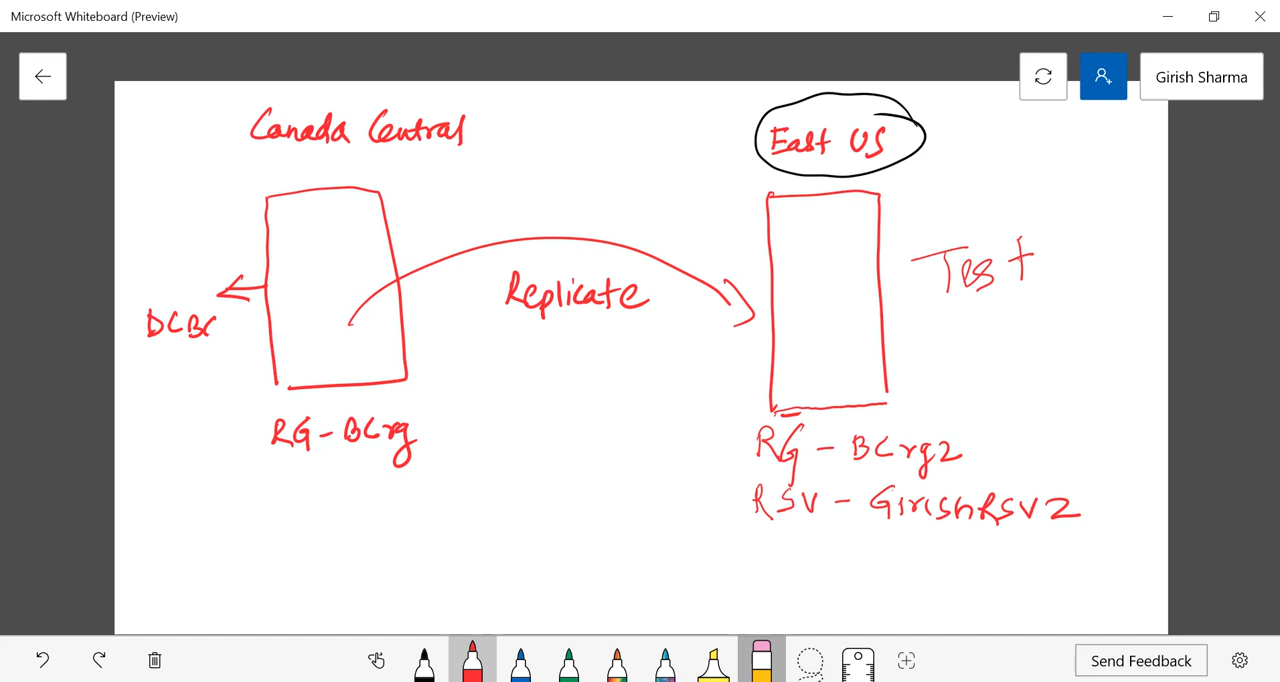 Microsoft Whiteboard (Preview)
Girish Sharma
Canada Central
East US
Test
Replicate
DCBC
RG - BCrg
RG - BCrg2
RSV - GirishRSV2
Send Feedback